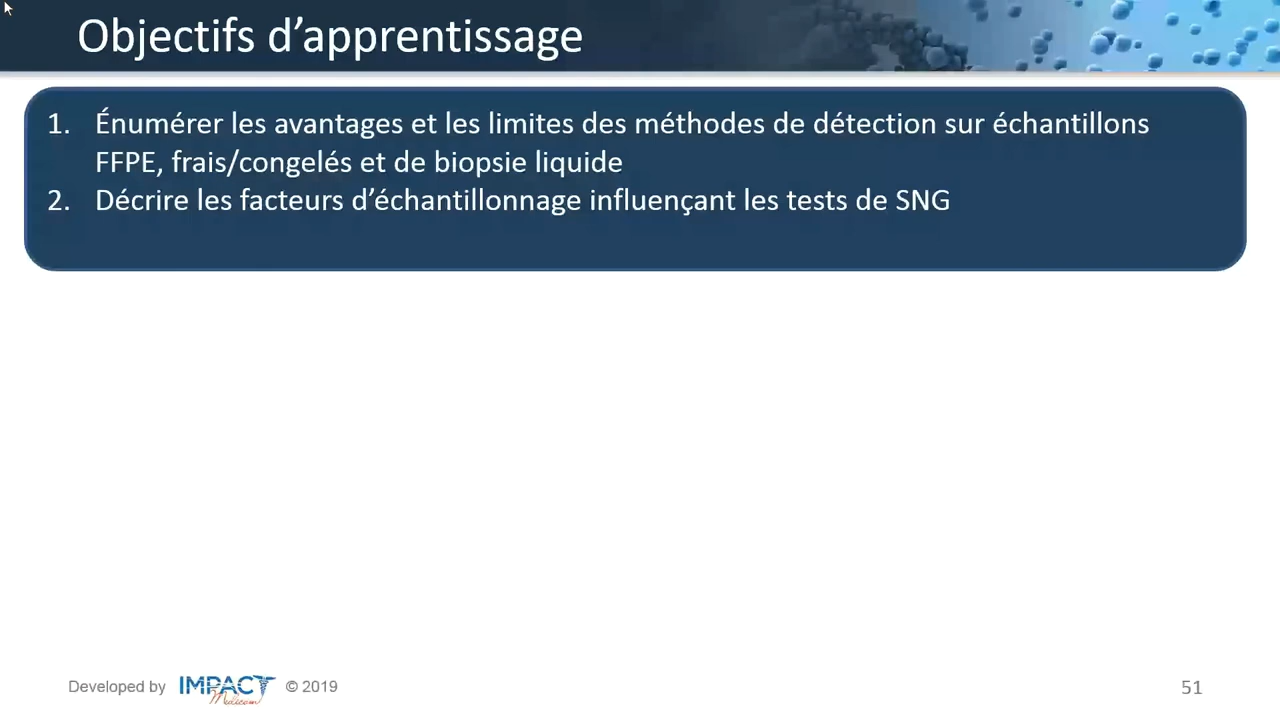 Objectifs d’apprentissage
1. Énumérer les avantages et les limites des méthodes de détection sur échantillons
FFPE, frais/congelés et de biopsie liquide
2. Décrire les facteurs d’échantillonnage influençant les tests de SNG
Developed by IMPACT Medicom © 2019
51